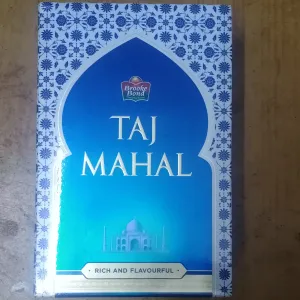 Brooke
Bond
TAJ
MAHAL
RICH AND FLAVOURFUL